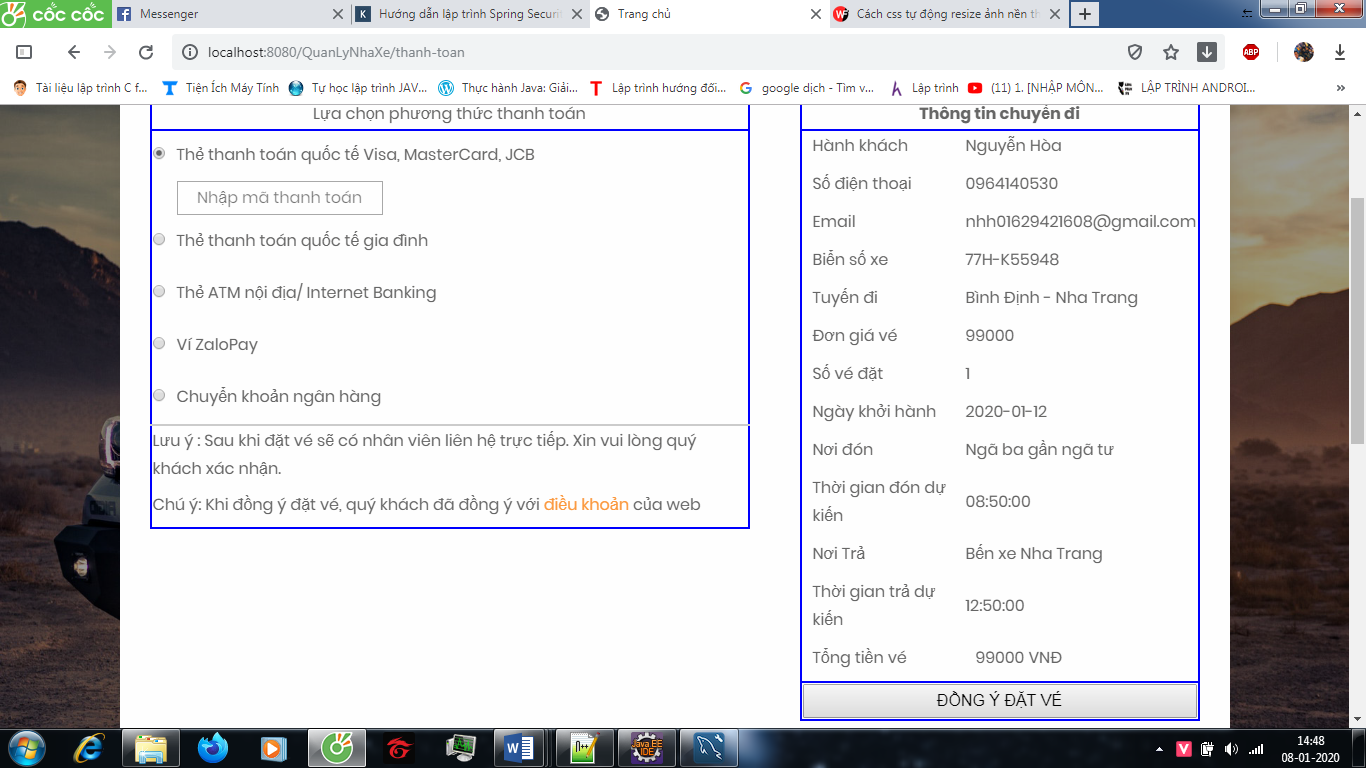 cốc cốc
Messenger
Hướng dẫn lập trình Spring Securi
Trang chủ
Cách css tự động resize ảnh nền th
localhost:8080/QuanLyNhaXe/thanh-toan
ABP
Tài liệu lập trình C f...
Tiện Ích Máy Tính
Tự học lập trình JAV...
Thực hành Java: Giải...
Lập trình hướng đối...
google dịch - Tìm v...
Lập trình
(11) 1. [NHẬP MÔN...
LẬP TRÌNH ANDROI...
Lựa chọn phương thức thanh toán
Thẻ thanh toán quốc tế Visa, MasterCard, JCB
Nhập mã thanh toán
Thẻ thanh toán quốc tế gia đình
Thẻ ATM nội địa/ Internet Banking
Ví ZaloPay
Chuyển khoản ngân hàng
Lưu ý : Sau khi đặt vé sẽ có nhân viên liên hệ trực tiếp. Xin vui lòng quý
khách xác nhận.
Chú ý: Khi đồng ý đặt vé, quý khách đã đồng ý với điều khoản của web
Thông tin chuyến đi
Hành khách Nguyễn Hòa
Số điện thoại 0964140530
Email nhh01629421608@gmail.com
Biển số xe 77H-K55948
Tuyến đi Bình Định - Nha Trang
Đơn giá vé 99000
Số vé đặt 1
Ngày khởi hành 2020-01-12
Nơi đón Ngã ba gần ngã tư
Thời gian đón dự
kiến 08:50:00
Nơi Trả Bến xe Nha Trang
Thời gian trả dự
kiến 12:50:00
Tổng tiền vé 99000 VNĐ
ĐỒNG Ý ĐẶT VÉ
14:48
08-01-2020